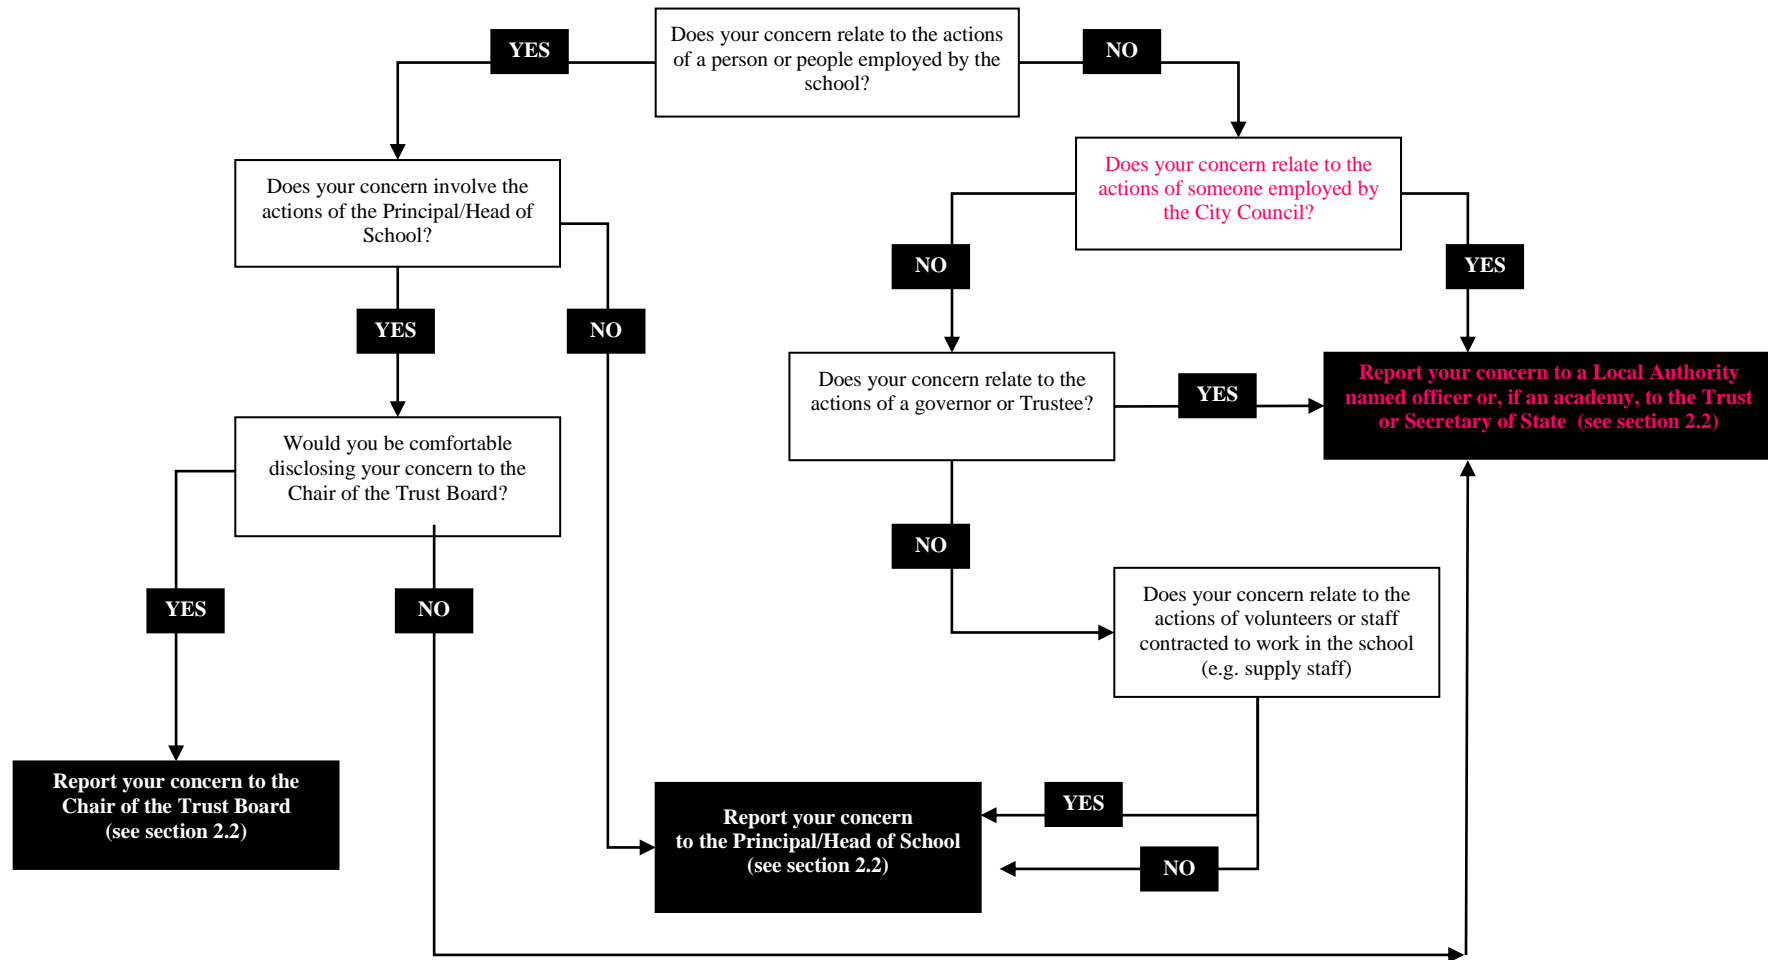 Does your concern relate to the actions
of a person or people employed by the
school?
YES
NO
Does your concern involve the
actions of the Principal/Head of
School?
Does your concern relate to the
actions of someone employed by
the City Council?
NO
YES
YES
NO
Does your concern relate to the
actions of a governor or Trustee?
YES
Report your concern to a Local Authority
named officer or, if an academy, to the Trust
or Secretary of State (see section 2.2)
Would you be comfortable
disclosing your concern to the
Chair of the Trust Board?
NO
YES
NO
Does your concern relate to the
actions of volunteers or staff
contracted to work in the school
(e.g. supply staff)
Report your concern to the
Chair of the Trust Board
(see section 2.2)
Report your concern
to the Principal/Head of School
(see section 2.2)
YES
NO